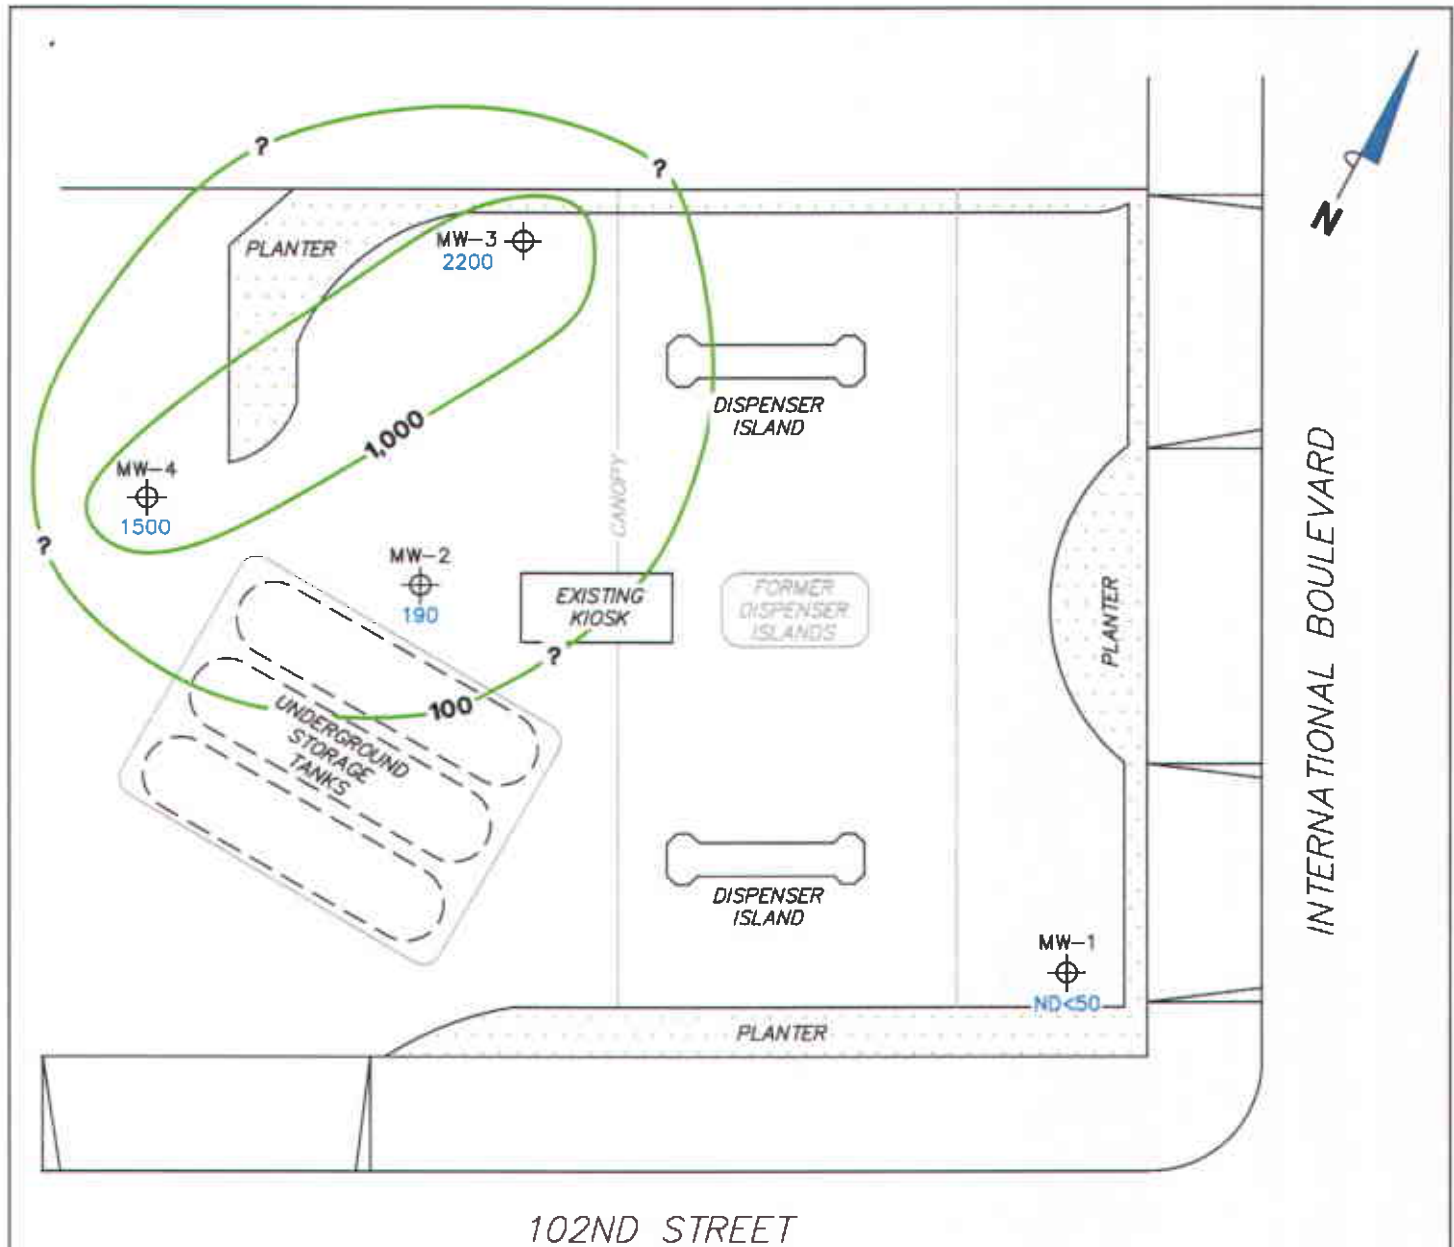 ?
?
N
PLANTER
MW-3
2200
DISPENSER
ISLAND
1,000
MW-4
1500
?
CANOPY
MW-2
190
EXISTING
KIOSK
FORMER
DISPENSER
ISLANDS
?
100
UNDERGROUND
STORAGE
TANKS
PLANTER
INTERNATIONAL BOULEVARD
DISPENSER
ISLAND
MW-1
ND<50
PLANTER
102ND STREET